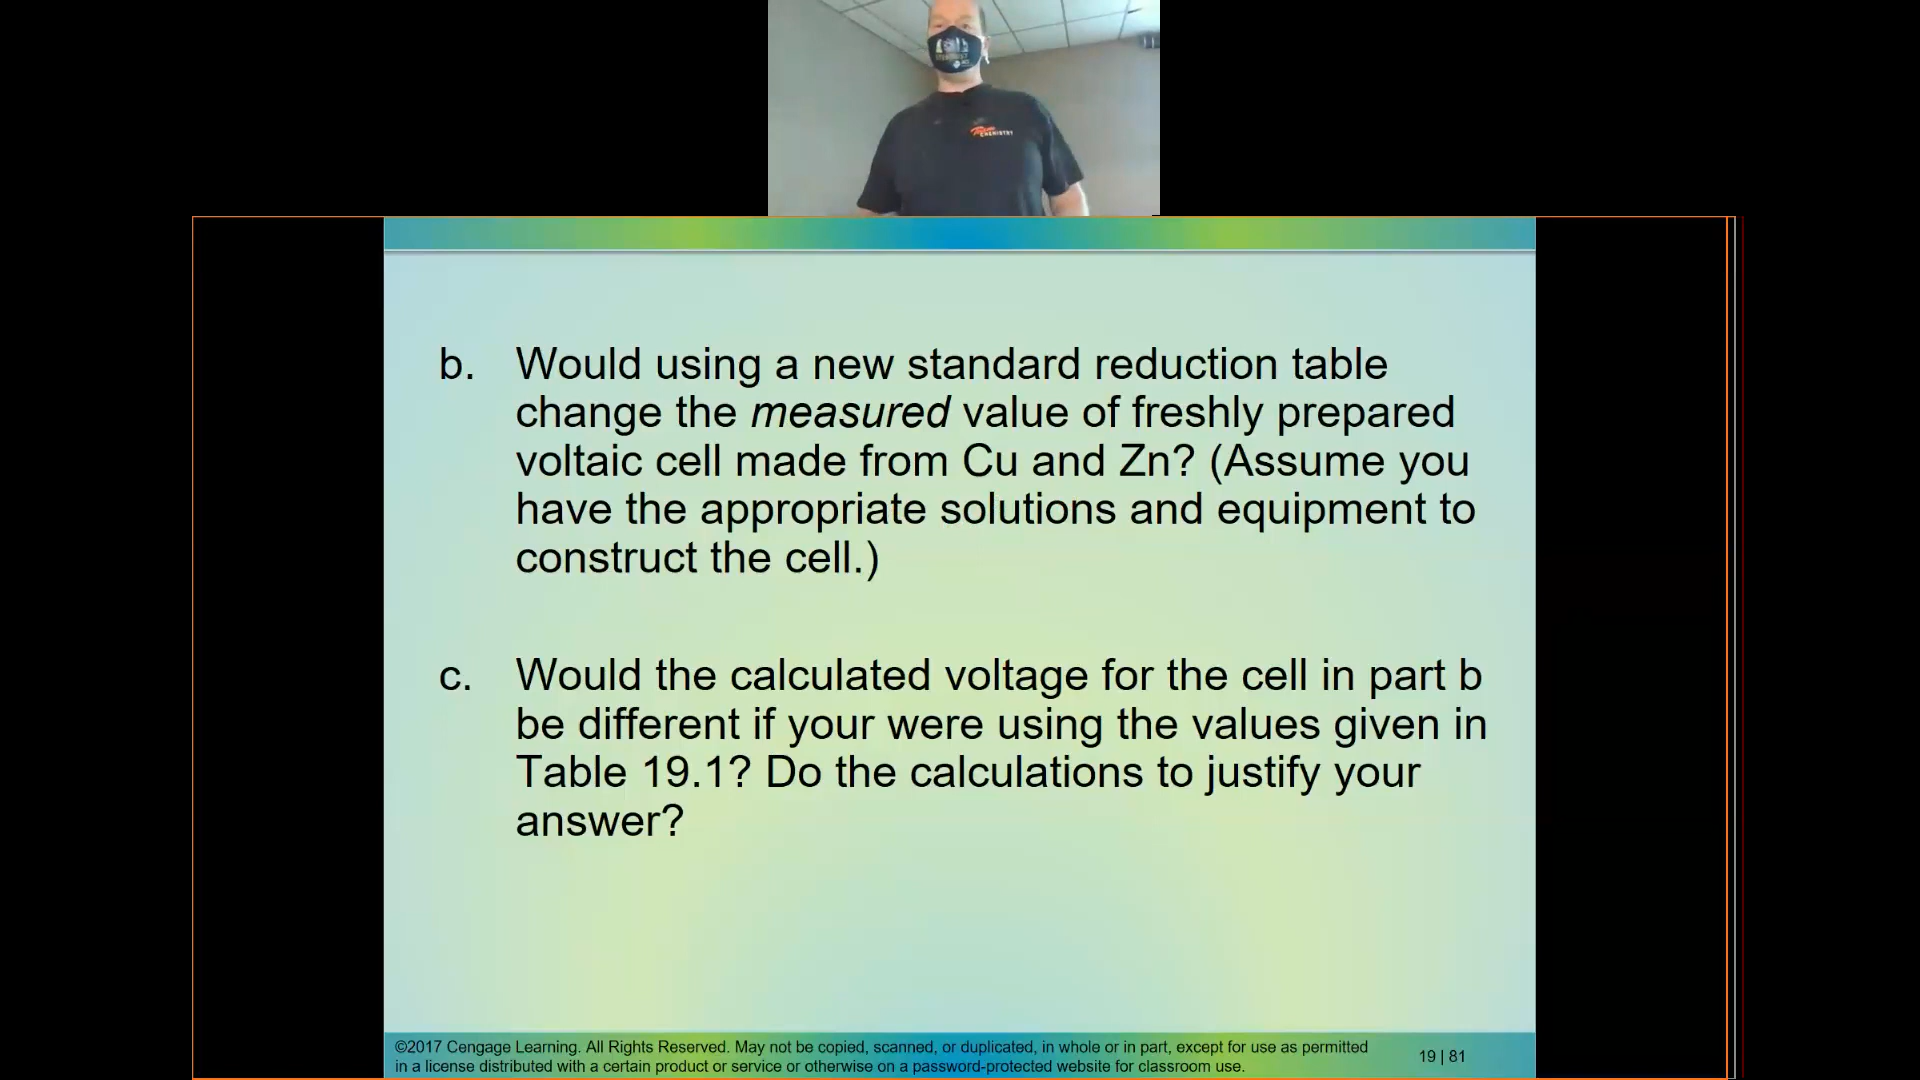 CHEMISTRY
b. Would using a new standard reduction table
change the measured value of freshly prepared
voltaic cell made from Cu and Zn? (Assume you
have the appropriate solutions and equipment to
construct the cell.)
c. Would the calculated voltage for the cell in part b
be different if your were using the values given in
Table 19.1? Do the calculations to justify your
answer?
©2017 Cengage Learning. All Rights Reserved. May not be copied, scanned, or duplicated, in whole or in part, except for use as permitted
in a license distributed with a certain product or service or otherwise on a password-protected website for classroom use.
19 | 81